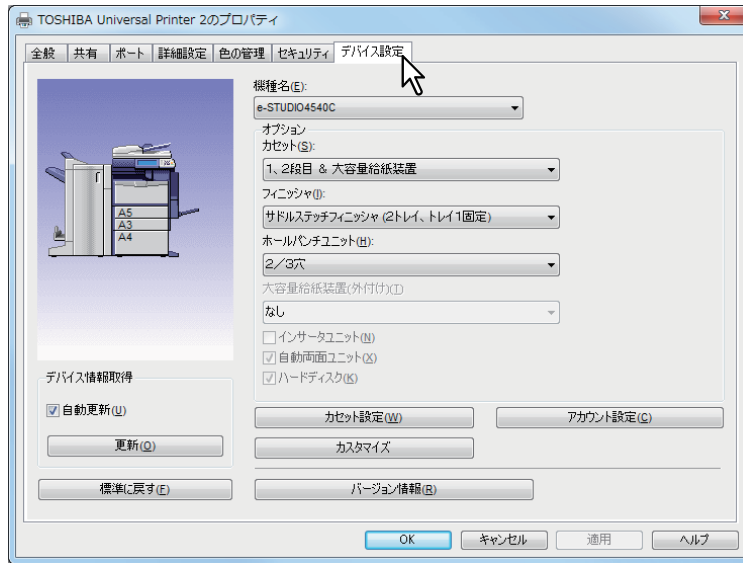 TOSHIBA Universal Printer 2のプロパティ
全般 共有 ポート 詳細設定 色の管理 セキュリティ デバイス設定
機種名(E):
e-STUDIO4540C
オプション
カセット(S):
1、2段目 & 大容量給紙装置
フィニッシャ(I):
サドルステッチフィニッシャ (2トレイ、トレイ1固定)
ホールパンチユニット(H):
2/3穴
大容量給紙装置(外付け)(T)
なし
インサータユニット(N)
自動両面ユニット(X)
ハードディスク(K)
A5
A3
A4
デバイス情報取得
自動更新(U)
更新(O)
カセット設定(W) アカウント設定(C)
カスタマイズ
標準に戻す(F) バージョン情報(R)
OK キャンセル 適用 ヘルプ